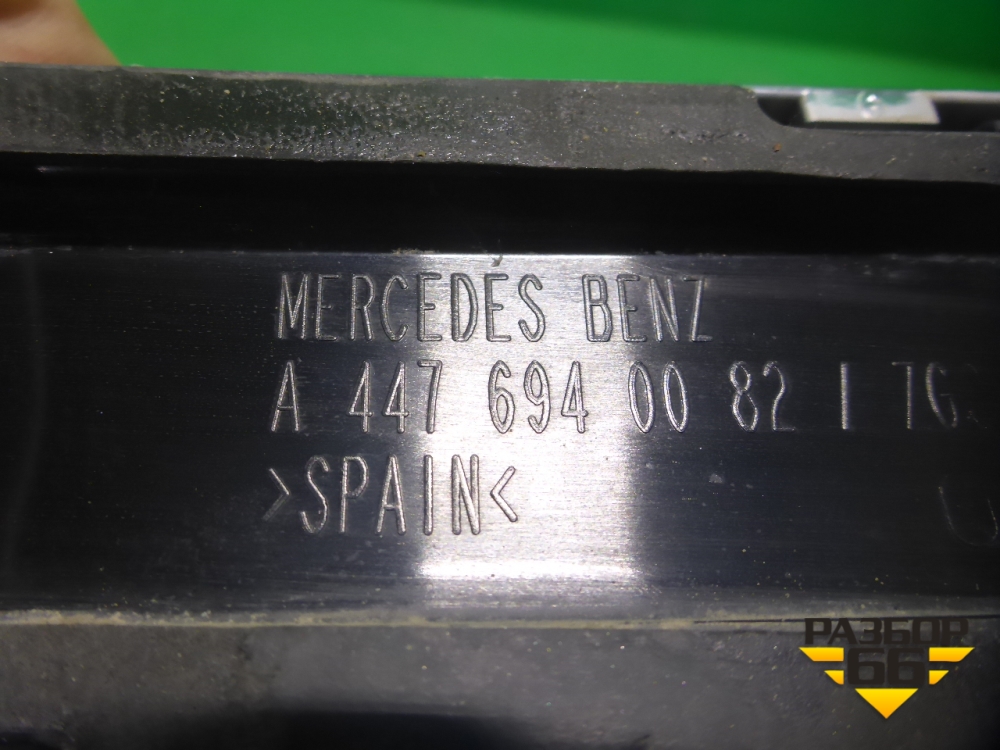 MERCEDES BENZ
A 447 694 00 82 I TG
>SPAIN<
РАЗБОР
66